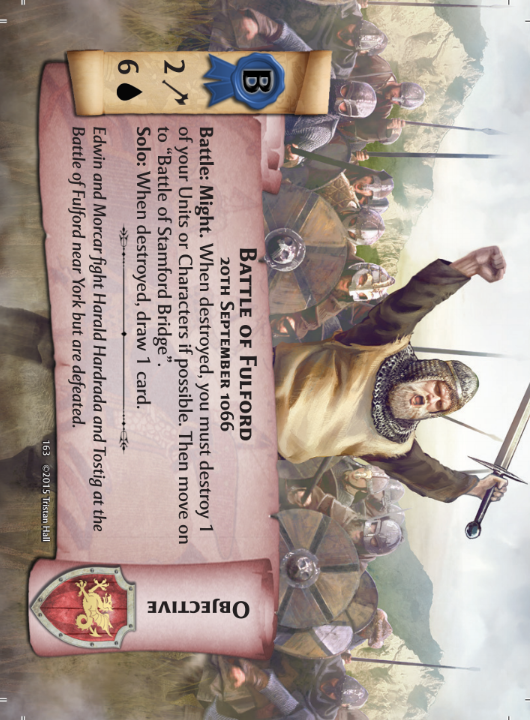 B
2
6
BATTLE OF FULFORD
20TH SEPTEMBER 1066
Battle: Might. When destroyed, you must destroy 1
of your Units or Characters if possible. Then move on
to "Battle of Stamford Bridge".
Solo: When destroyed, draw 1 card.
Edwin and Morcar fight Harald Hardrada and Tostig at the
Battle of Fulford near York but are defeated.
163 ©2015 Tristan Hall
OBJECTIVE